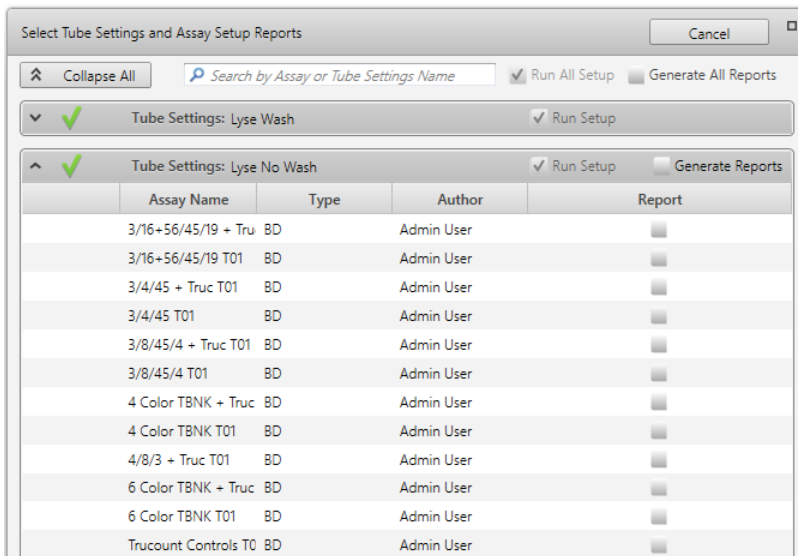 Select Tube Settings and Assay Setup Reports Cancel
Collapse All Search by Assay or Tube Settings Name Run All Setup Generate All Reports
Tube Settings: Lyse Wash Run Setup
Tube Settings: Lyse No Wash Run Setup Generate Reports
Assay Name Type Author Report
3/16+56/45/19 + Tru BD Admin User
3/16+56/45/19 T01 BD Admin User
3/4/45 + Truc T01 BD Admin User
3/4/45 T01 BD Admin User
3/8/45/4 + Truc T01 BD Admin User
3/8/45/4 T01 BD Admin User
4 Color TBNK + Truc BD Admin User
4 Color TBNK T01 BD Admin User
4/8/3 + Truc T01 BD Admin User
6 Color TBNK + Truc BD Admin User
6 Color TBNK T01 BD Admin User
Trucount Controls T0 BD Admin User